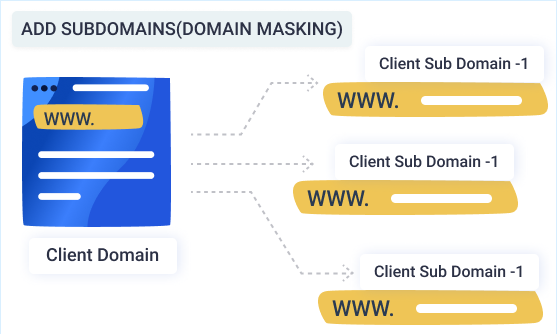 ADD SUBDOMAINS(DOMAIN MASKING)
Client Sub Domain -1
WWW.
WWW.
Client Sub Domain -1
WWW.
Client Domain
Client Sub Domain -1
WWW.